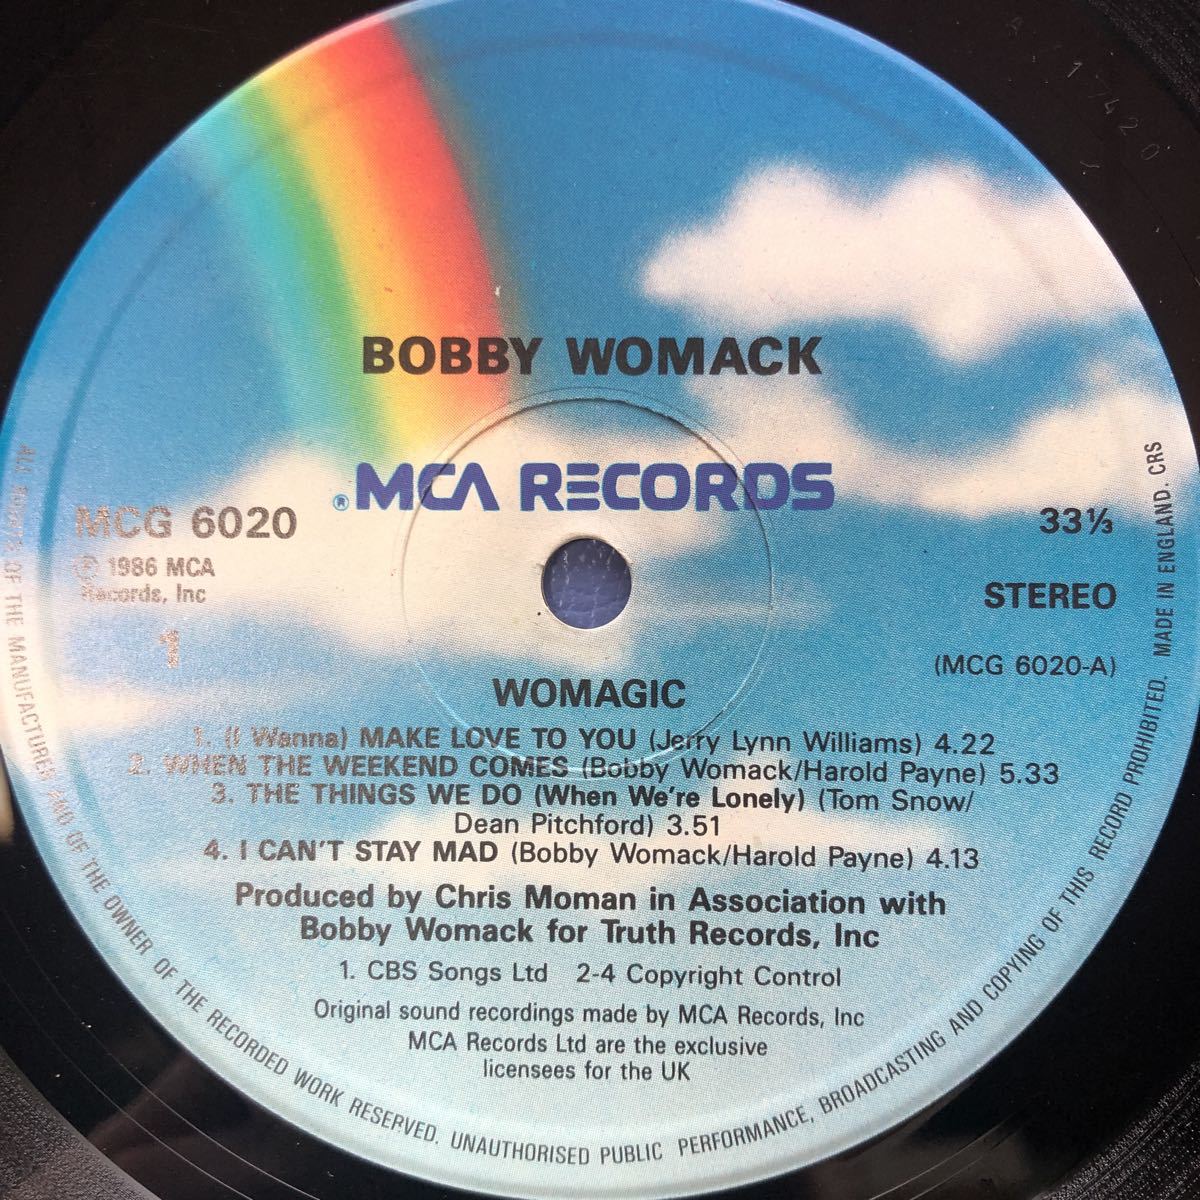 BOBBY WOMACK
® MCA RECORDS
MCG 6020
℗ 1986 MCA
Records, Inc
1
33⅓
STEREO
(MCG 6020-A)
WOMAGIC
1. (I Wanna) MAKE LOVE TO YOU (Jerry Lynn Williams) 4.22
2. WHEN THE WEEKEND COMES (Bobby Womack/Harold Payne) 5.33
3. THE THINGS WE DO (When We're Lonely) (Tom Snow/
Dean Pitchford) 3.51
4. I CAN'T STAY MAD (Bobby Womack/Harold Payne) 4.13
Produced by Chris Moman in Association with
Bobby Womack for Truth Records, Inc
1. CBS Songs Ltd 2-4 Copyright Control
Original sound recordings made by MCA Records, Inc
MCA Records Ltd are the exclusive
licensees for the UK
ALL RIGHTS OF THE MANUFACTURER AND OF THE OWNER OF THE RECORDED WORK RESERVED. UNAUTHORISED PUBLIC PERFORMANCE, BROADCASTING AND COPYING OF THIS RECORD PROHIBITED. MADE IN ENGLAND. CRS
17420